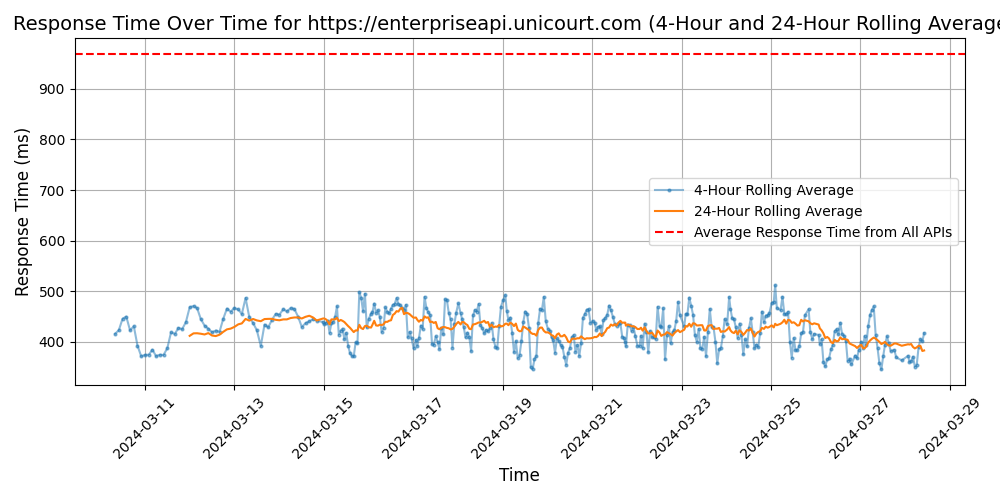 Response Time Over Time for https://enterpriseapi.unicourt.com (4-Hour and 24-Hour Rolling Average
Response Time (ms)
900
800
700
600
500
400
4-Hour Rolling Average
24-Hour Rolling Average
Average Response Time from All APIs
2024-03-11
2024-03-13
2024-03-15
2024-03-17
2024-03-19
2024-03-21
2024-03-23
2024-03-25
2024-03-27
2024-03-29
Time